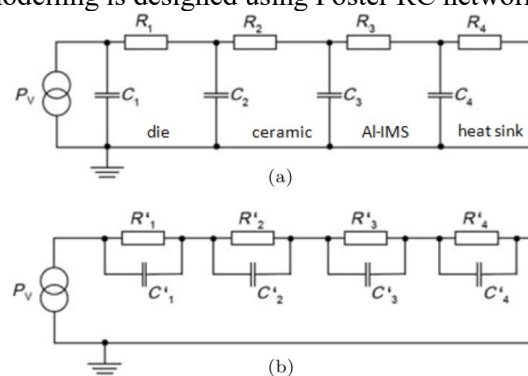 modelling is designed using Foster RC network
R1 R2 R3 R4
PV C1 C2 C3 C4
die ceramic Al-IMS heat sink
(a)
R'1 R'2 R'3 R'4
PV C'1 C'2 C'3 C'4
(b)